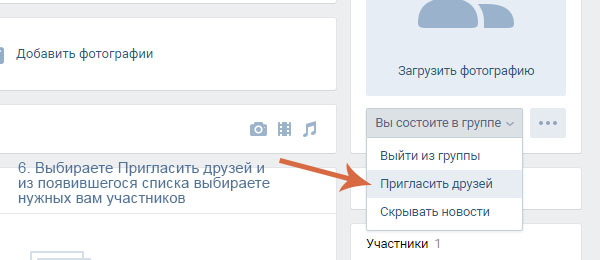 Добавить фотографии
Загрузить фотографию
Вы состоите в группе
6. Выбираете Пригласить друзей и
из появившегося списка выбираете
нужных вам участников
Выйти из группы
Пригласить друзей
Скрывать новости
Участники 1